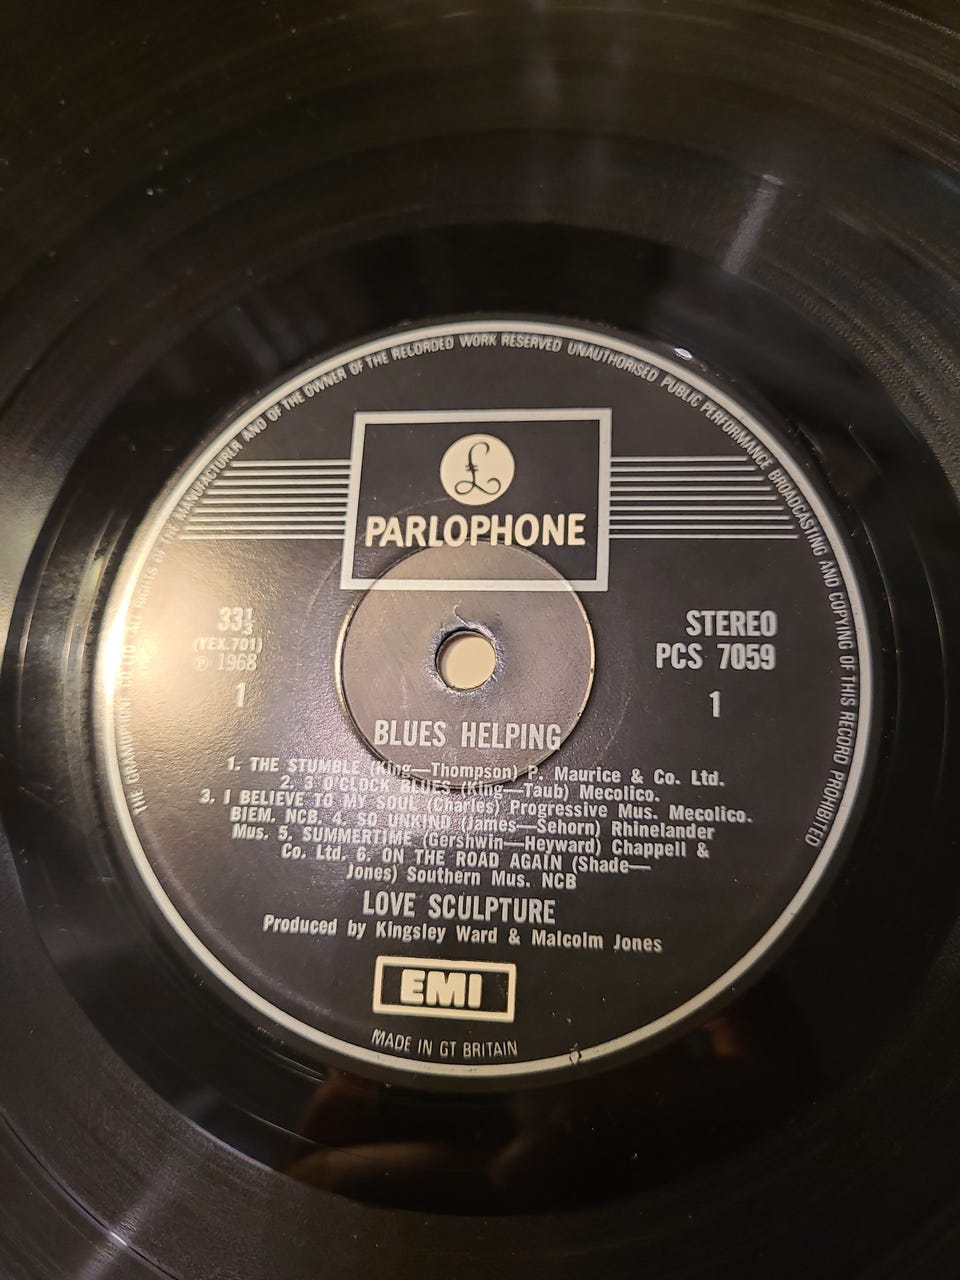 THE GRAMOPHONE CO LTD. ALL RIGHTS OF THE MANUFACTURER AND OF THE OWNER OF THE RECORDED WORK RESERVED UNAUTHORISED PUBLIC PERFORMANCE BROADCASTING AND COPYING OF THIS RECORD PROHIBITED
£
PARLOPHONE
33⅓
(YEX.701)
℗ 1968
1
STEREO
PCS 7059
1
BLUES HELPING
1. THE STUMBLE (King—Thompson) P. Maurice & Co. Ltd.
2. 3 O'CLOCK BLUES (King—Taub) Mecolico.
3. I BELIEVE TO MY SOUL (Charles) Progressive Mus. Mecolico.
BIEM. NCB. 4. SO UNKIND (James—Sehorn) Rhinelander
Mus. 5. SUMMERTIME (Gershwin—Heyward) Chappell &
Co. Ltd. 6. ON THE ROAD AGAIN (Shade—
Jones) Southern Mus. NCB
LOVE SCULPTURE
Produced by Kingsley Ward & Malcolm Jones
EMI
MADE IN GT BRITAIN